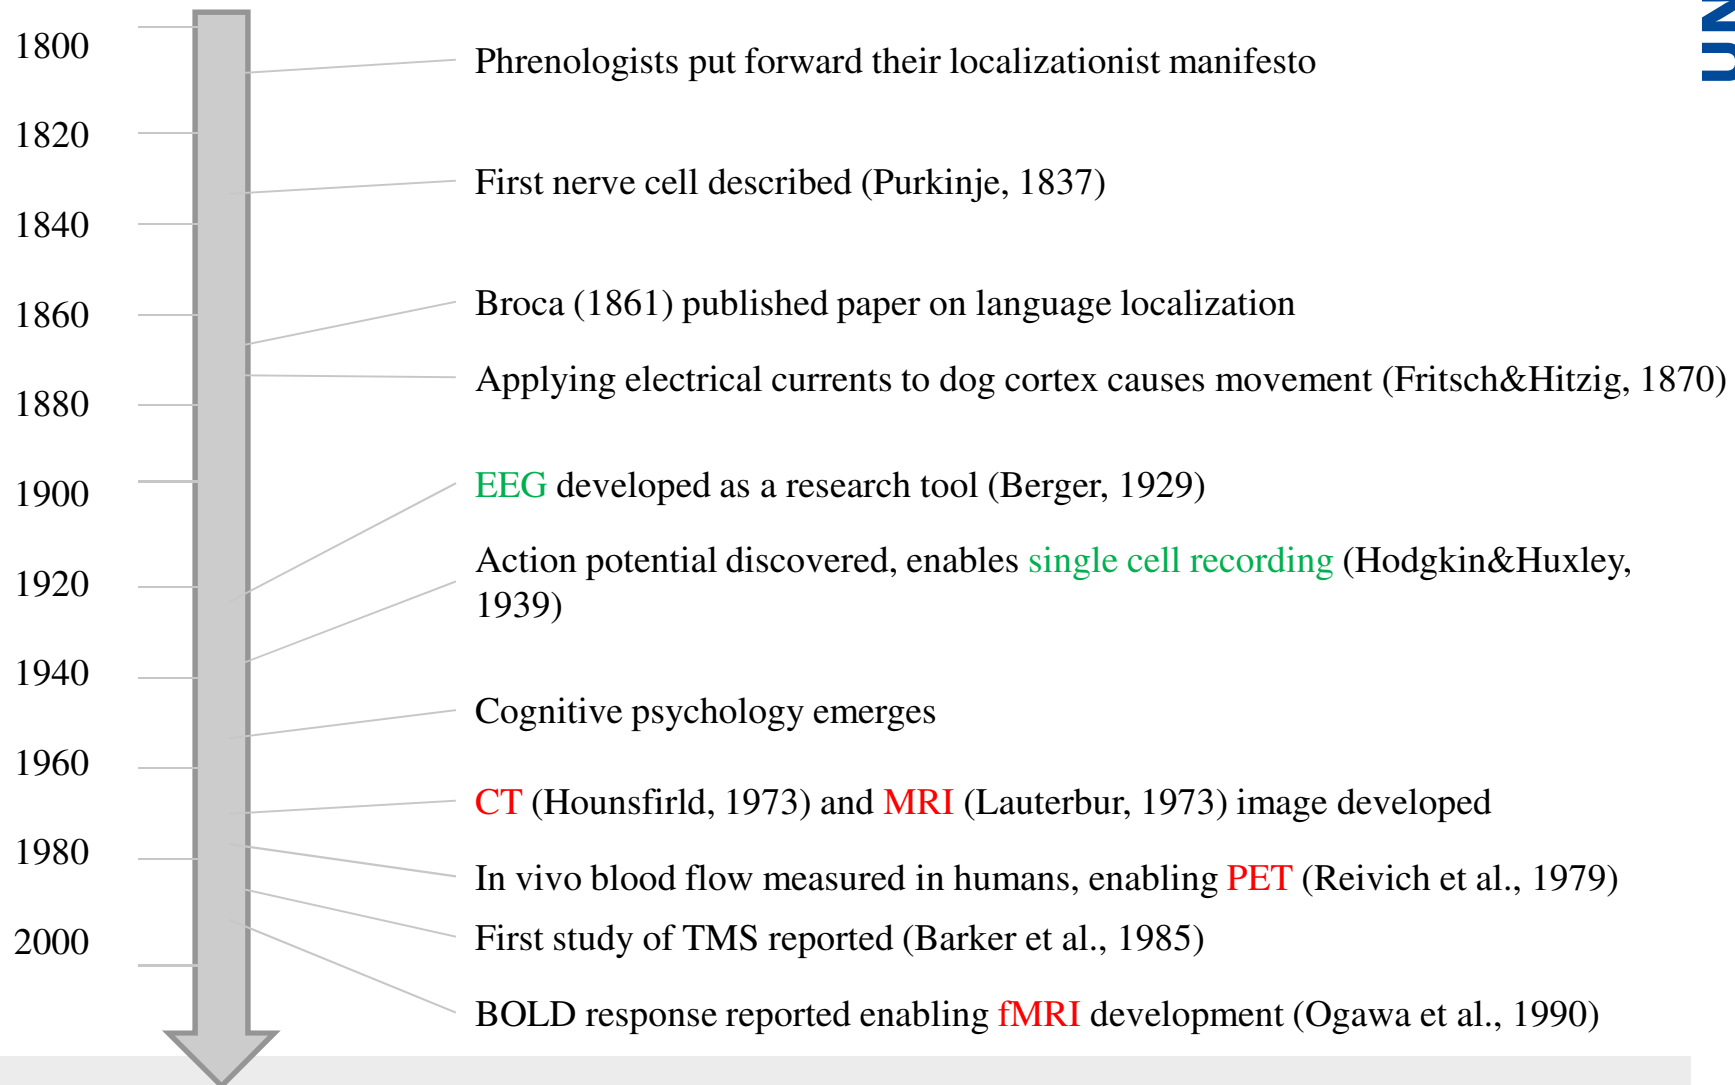 1800
Phrenologists put forward their localizationist manifesto
1820
First nerve cell described (Purkinje, 1837)
1840
Broca (1861) published paper on language localization
1860
Applying electrical currents to dog cortex causes movement (Fritsch&Hitzig, 1870)
1880
EEG developed as a research tool (Berger, 1929)
1900
Action potential discovered, enables single cell recording (Hodgkin&Huxley,
1939)
1920
1940
Cognitive psychology emerges
1960
CT (Hounsfirld, 1973) and MRI (Lauterbur, 1973) image developed
1980
In vivo blood flow measured in humans, enabling PET (Reivich et al., 1979)
First study of TMS reported (Barker et al., 1985)
2000
BOLD response reported enabling fMRI development (Ogawa et al., 1990)
UN